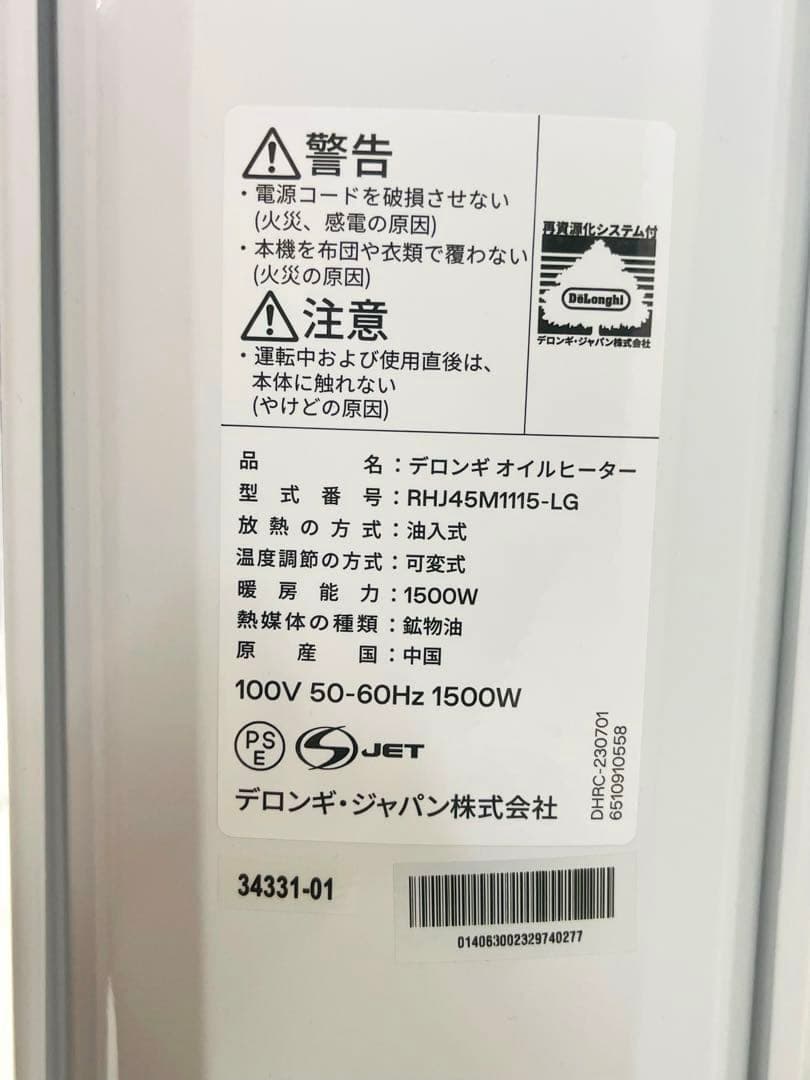 警告
・電源コードを破損させない
(火災、感電の原因)
・本機を布団や衣類で覆わない
(火災の原因)
注意
・運転中および使用直後は、
本体に触れない
(やけどの原因)
再資源化システム付
DeLonghi
デロンギ・ジャパン株式会社
品名：デロンギ オイルヒーター
型式番号：RHJ45M1115-LG
放熱の方式：油入式
温度調節の方式：可変式
暖房能力：1500W
熱媒体の種類：鉱物油
原産国：中国
100V 50-60Hz 1500W
PS
E
S JET
デロンギ・ジャパン株式会社
DHRC-230701
6510910558
34331-01
014063002329740277